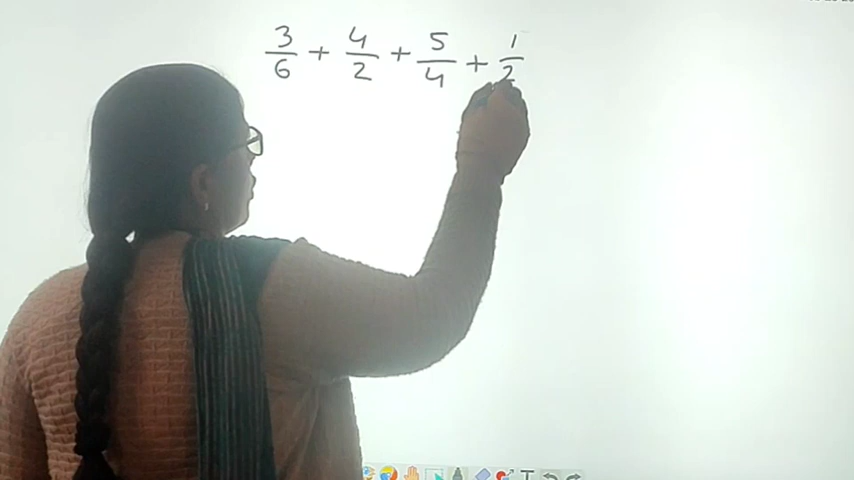 3/6 + 4/2 + 5/4 + 1/2